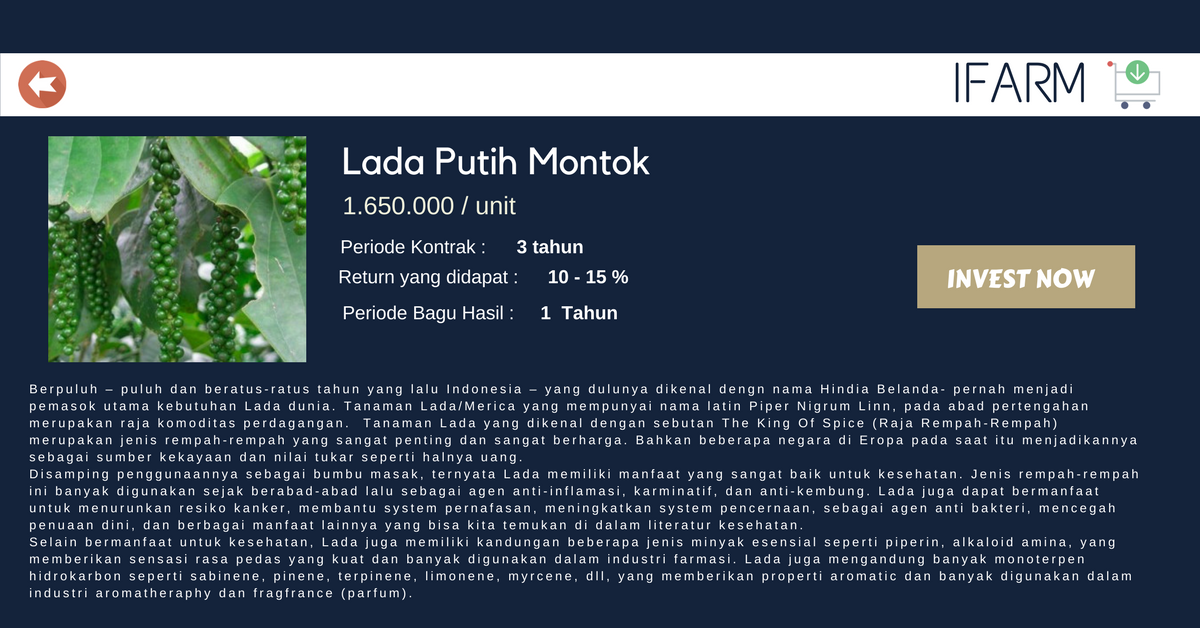 IFARM
Lada Putih Montok
1.650.000 / unit
Periode Kontrak : 3 tahun
Return yang didapat : 10 - 15 %
Periode Bagu Hasil : 1 Tahun
INVEST NOW
Berpuluh – puluh dan beratus-ratus tahun yang lalu Indonesia – yang dulunya dikenal dengn nama Hindia Belanda- pernah menjadi
pemasok utama kebutuhan Lada dunia. Tanaman Lada/Merica yang mempunyai nama latin Piper Nigrum Linn, pada abad pertengahan
merupakan raja komoditas perdagangan. Tanaman Lada yang dikenal dengan sebutan The King Of Spice (Raja Rempah-Rempah)
merupakan jenis rempah-rempah yang sangat penting dan sangat berharga. Bahkan beberapa negara di Eropa pada saat itu menjadikannya
sebagai sumber kekayaan dan nilai tukar seperti halnya uang.
Disamping penggunaannya sebagai bumbu masak, ternyata Lada memiliki manfaat yang sangat baik untuk kesehatan. Jenis rempah-rempah
ini banyak digunakan sejak berabad-abad lalu sebagai agen anti-inflamasi, karminatif, dan anti-kembung. Lada juga dapat bermanfaat
untuk menurunkan resiko kanker, membantu system pernafasan, meningkatkan system pencernaan, sebagai agen anti bakteri, mencegah
penuaan dini, dan berbagai manfaat lainnya yang bisa kita temukan di dalam literatur kesehatan.
Selain bermanfaat untuk kesehatan, Lada juga memiliki kandungan beberapa jenis minyak esensial seperti piperin, alkaloid amina, yang
memberikan sensasi rasa pedas yang kuat dan banyak digunakan dalam industri farmasi. Lada juga mengandung banyak monoterpen
hidrokarbon seperti sabinene, pinene, terpinene, limonene, myrcene, dll, yang memberikan properti aromatic dan banyak digunakan dalam
industri aromatheraphy dan fragfrance (parfum).